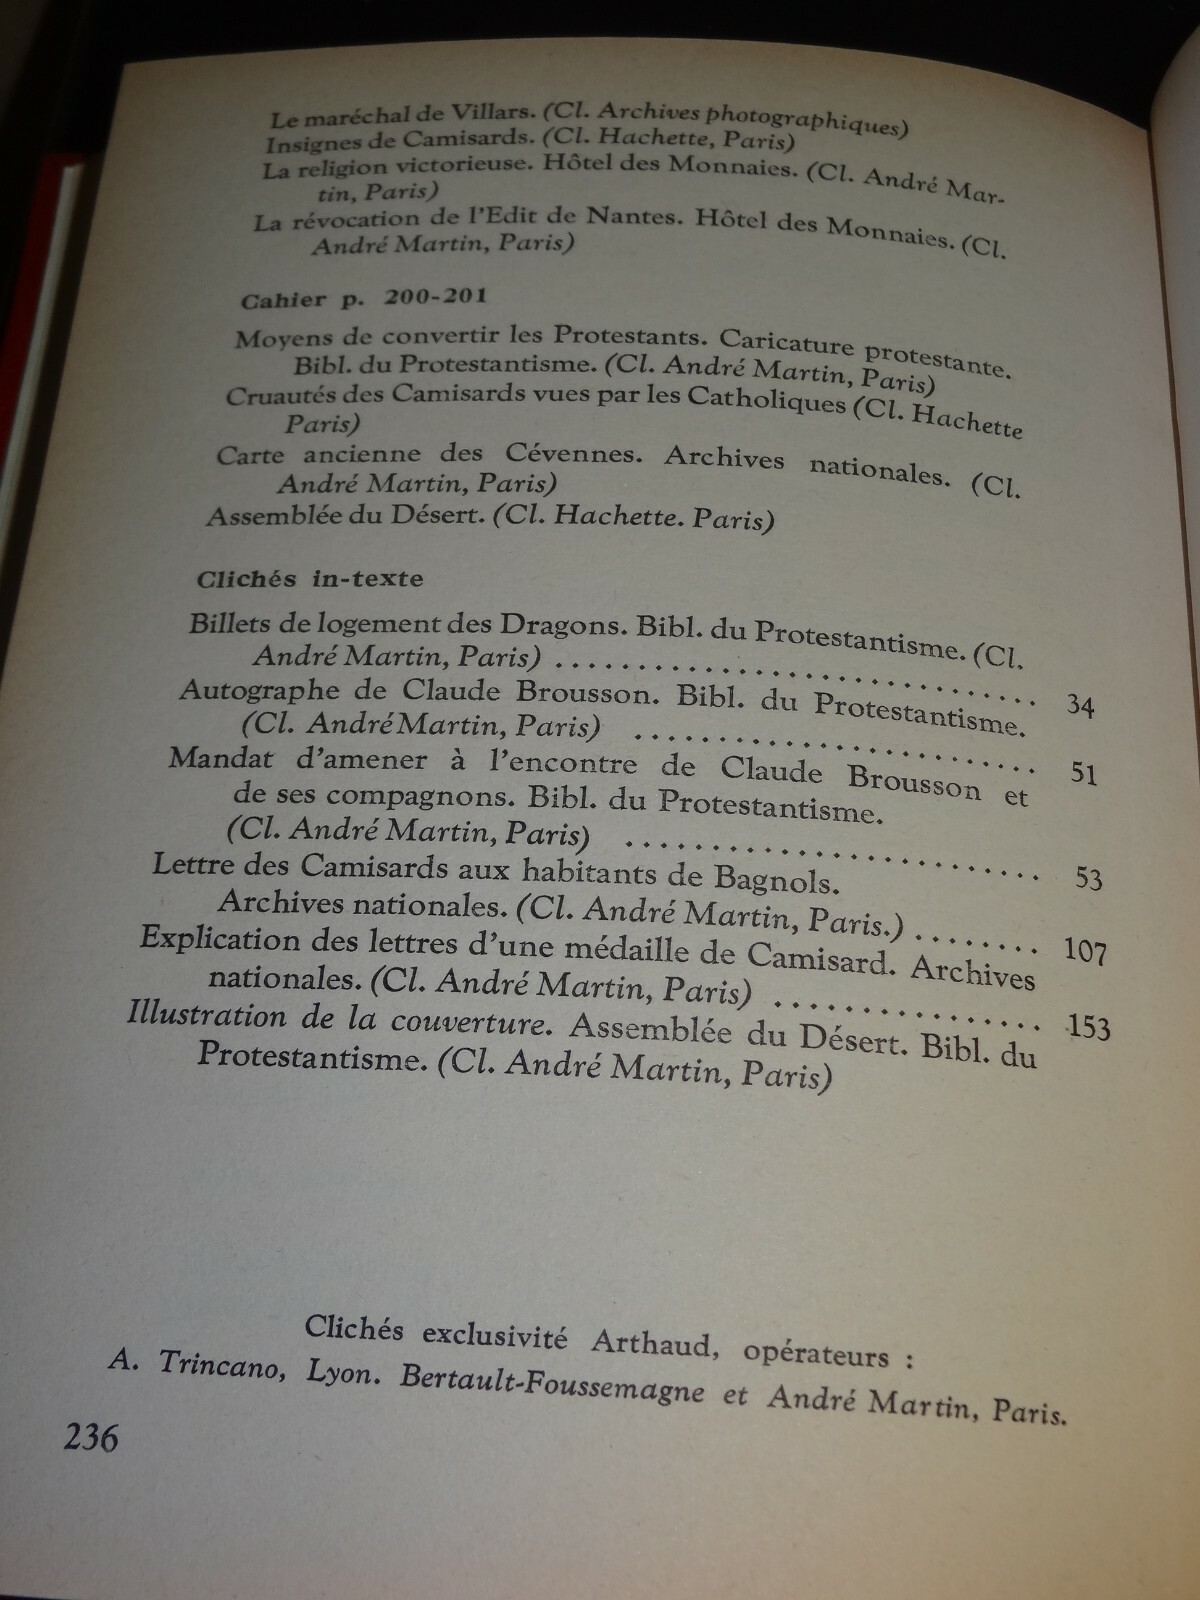 Le maréchal de Villars. (Cl. Archives photographiques)
Insignes de Camisards. (Cl. Hachette, Paris)
La religion victorieuse. Hôtel des Monnaies. (Cl. André Mar-
tin, Paris)
La révocation de l'Edit de Nantes. Hôtel des Monnaies. (Cl.
André Martin, Paris)
Cahier p. 200-201
Moyens de convertir les Protestants. Caricature protestante.
Bibl. du Protestantisme. (Cl. André Martin, Paris)
Cruautés des Camisards vues par les Catholiques (Cl. Hachette
Paris)
Carte ancienne des Cévennes. Archives nationales. (Cl.
André Martin, Paris)
Assemblée du Désert. (Cl. Hachette. Paris)
Clichés in-texte
Billets de logement des Dragons. Bibl. du Protestantisme. (Cl.
André Martin, Paris) .............................. 34
Autographe de Claude Brousson. Bibl. du Protestantisme.
(Cl. André Martin, Paris) ......................... 51
Mandat d'amener à l'encontre de Claude Brousson et
de ses compagnons. Bibl. du Protestantisme.
(Cl. André Martin, Paris) ......................... 53
Lettre des Camisards aux habitants de Bagnols.
Archives nationales. (Cl. André Martin, Paris.) ........ 107
Explication des lettres d'une médaille de Camisard. Archives
nationales. (Cl. André Martin, Paris) ................. 153
Illustration de la couverture. Assemblée du Désert. Bibl. du
Protestantisme. (Cl. André Martin, Paris)
Clichés exclusivité Arthaud, opérateurs :
A. Trincano, Lyon. Bertault-Foussemagne et André Martin, Paris.
236